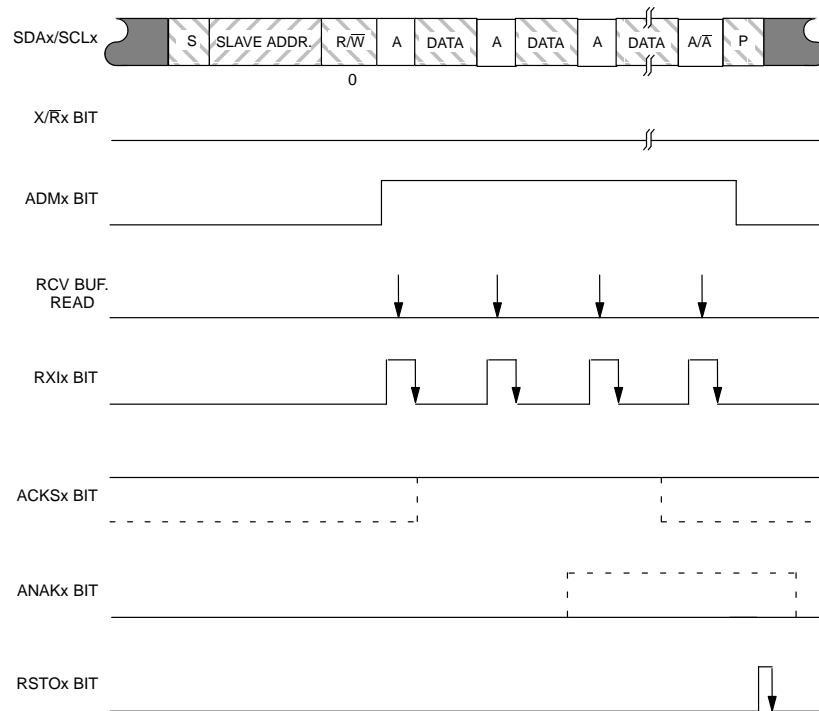 SDAx/SCLx S SLAVE ADDR. R/W̅ A DATA A DATA A DATA A/A̅ P
0
X/R̅x BIT
ADMx BIT
RCV BUF.
READ
RXIx BIT
ACKSx BIT
ANAKx BIT
RSTOx BIT